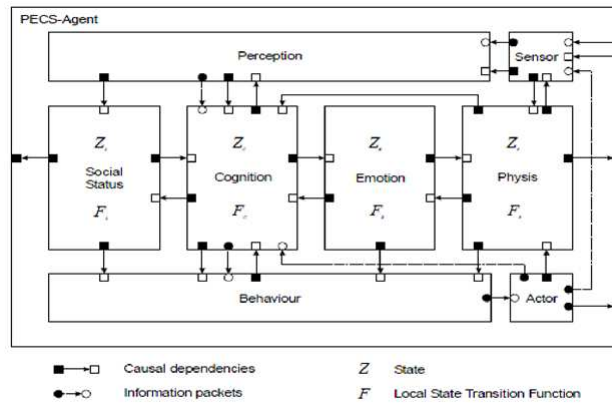 PECS-Agent
Perception
Sensor
Z
Z
Z
Z
Social
Status
Cognition
Emotion
Physis
F
F
F
F
Behaviour
Actor
Causal dependencies
Z State
Information packets
F Local State Transition Function